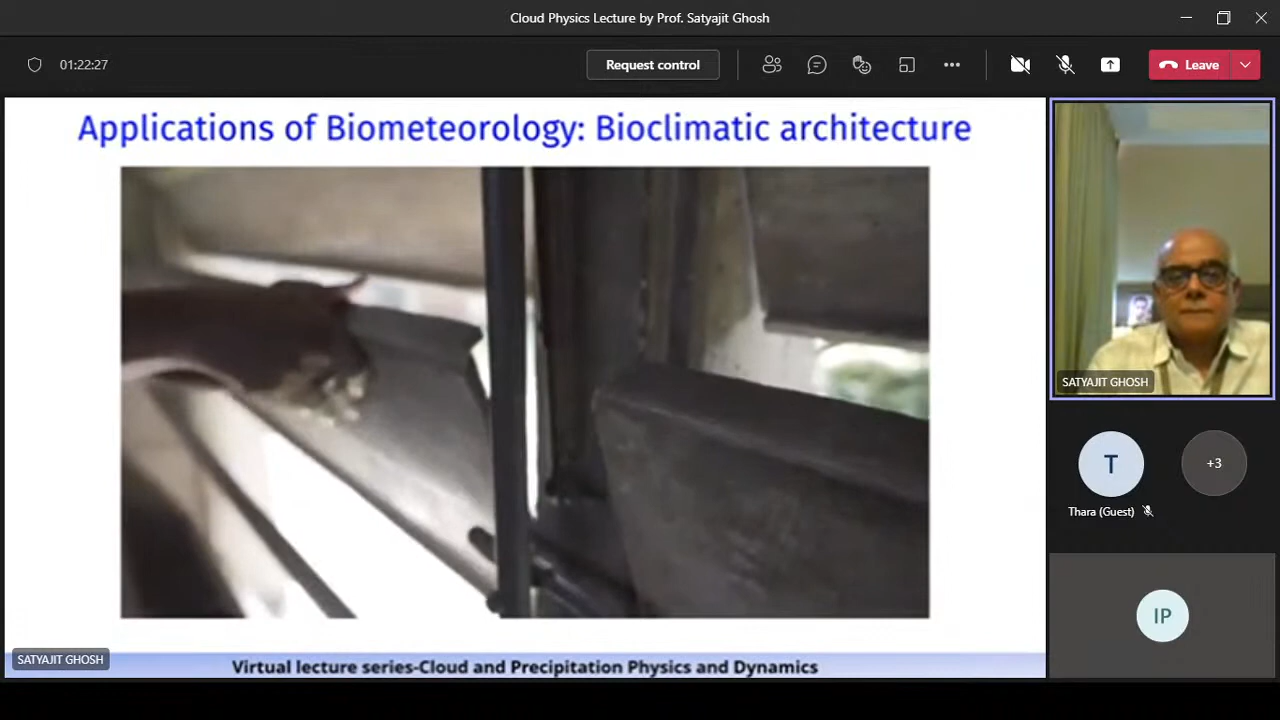 Cloud Physics Lecture by Prof. Satyajit Ghosh
01:22:27
Request control
Leave
Applications of Biometeorology: Bioclimatic architecture
SATYAJIT GHOSH
T
+3
Thara (Guest)
IP
SATYAJIT GHOSH
Virtual lecture series-Cloud and Precipitation Physics and Dynamics